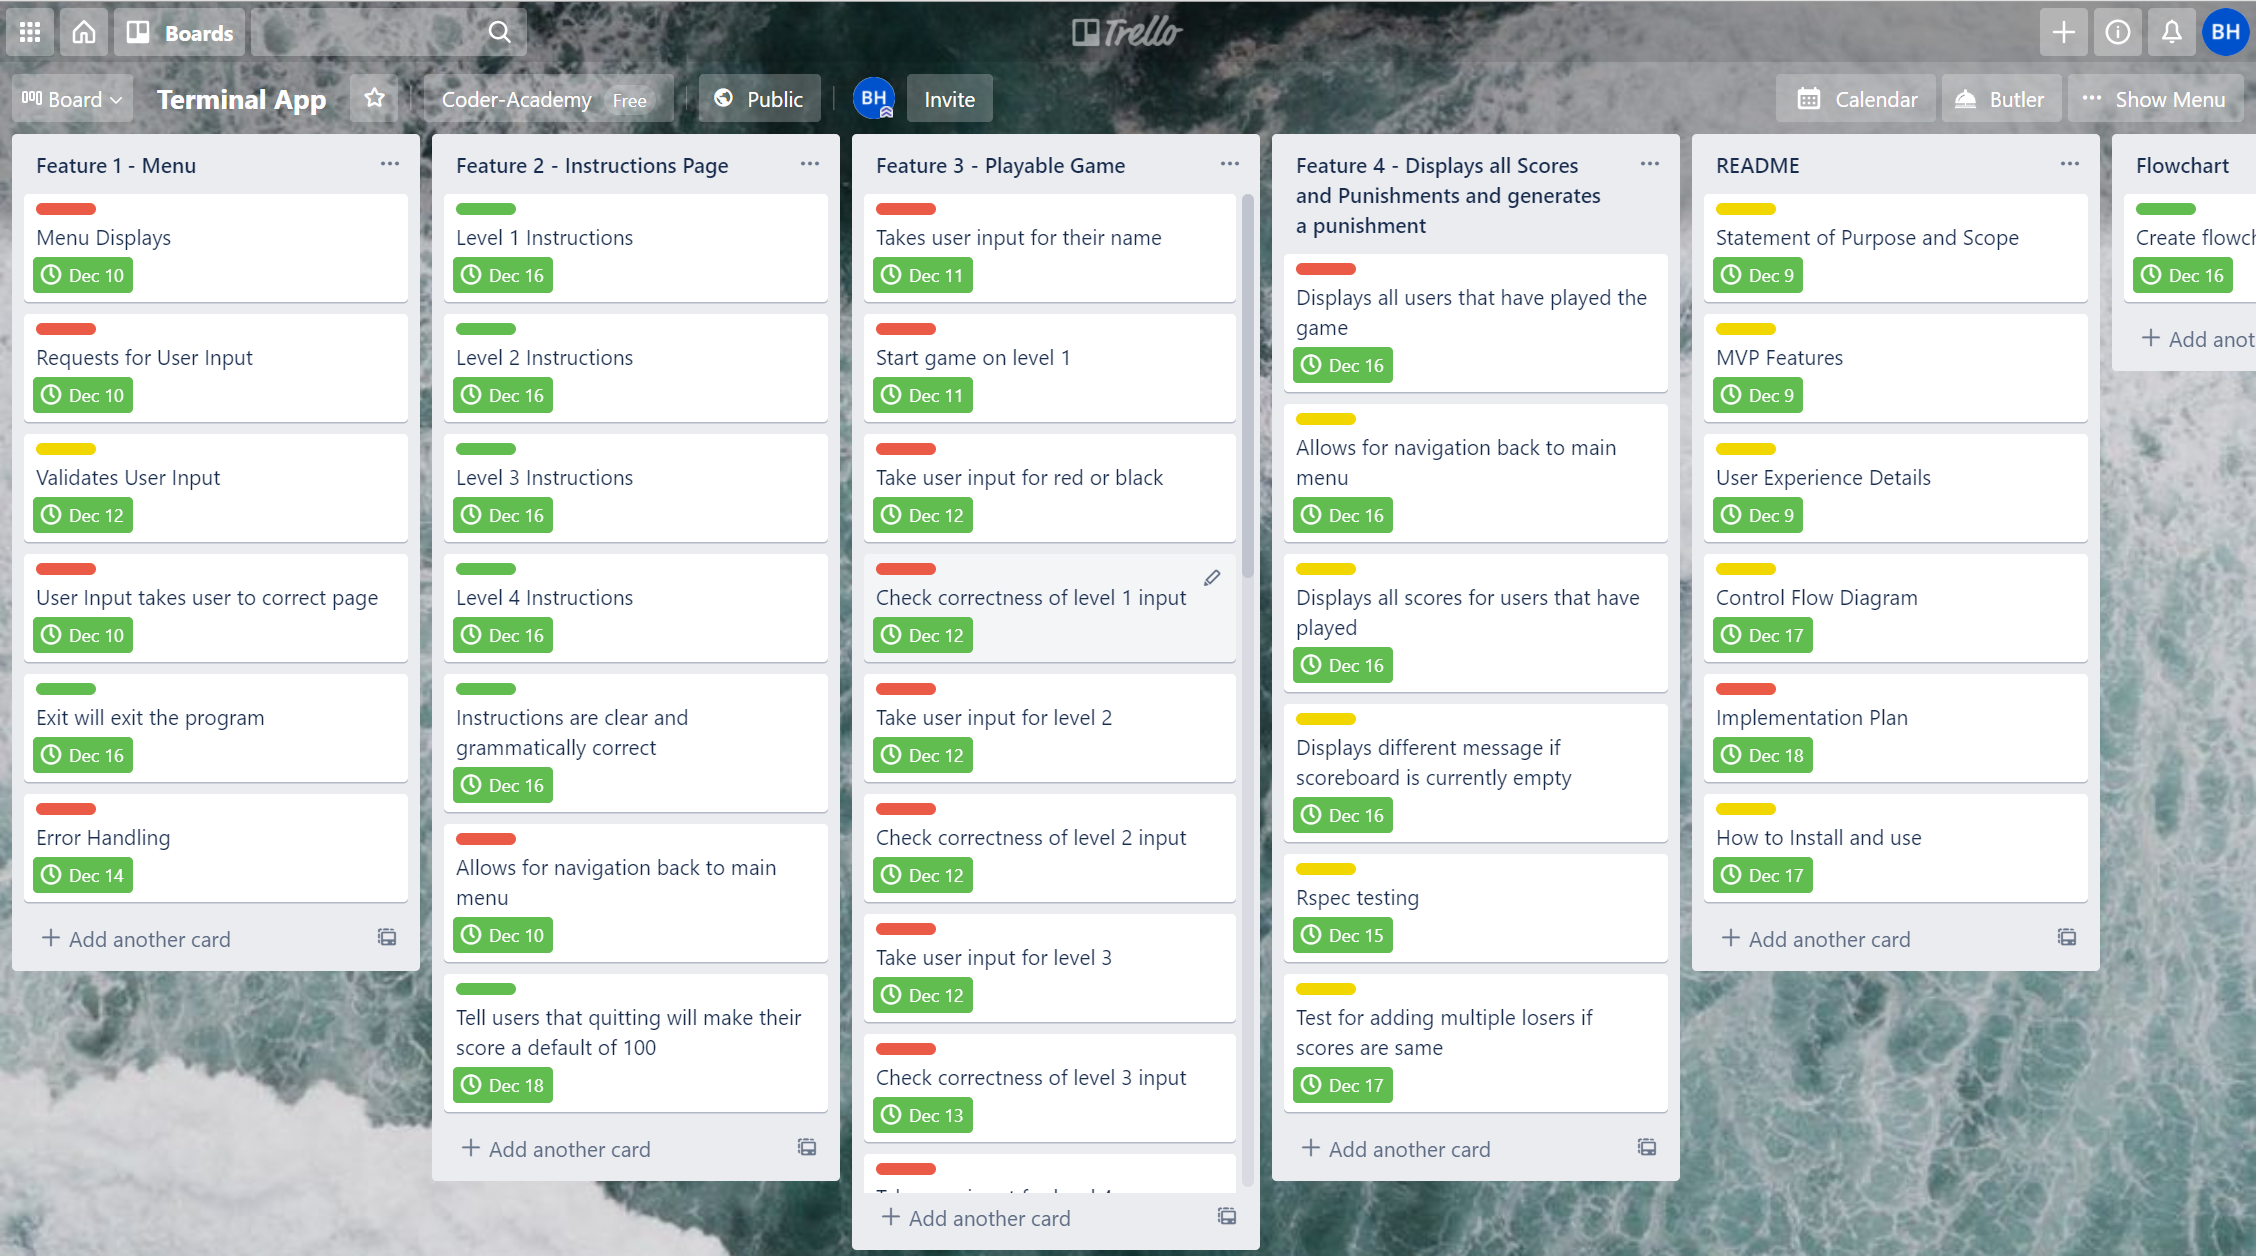 Boards
Trello
BH
Board
Terminal App
Coder-Academy Free
Public
BH
Invite
Calendar
Butler
Show Menu
Feature 1 - Menu
Menu Displays
Dec 10
Requests for User Input
Dec 10
Validates User Input
Dec 12
User Input takes user to correct page
Dec 10
Exit will exit the program
Dec 16
Error Handling
Dec 14
Add another card
Feature 2 - Instructions Page
Level 1 Instructions
Dec 16
Level 2 Instructions
Dec 16
Level 3 Instructions
Dec 16
Level 4 Instructions
Dec 16
Instructions are clear and
grammatically correct
Dec 16
Allows for navigation back to main
menu
Dec 10
Tell users that quitting will make their
score a default of 100
Dec 18
Add another card
Feature 3 - Playable Game
Takes user input for their name
Dec 11
Start game on level 1
Dec 11
Take user input for red or black
Dec 12
Check correctness of level 1 input
Dec 12
Take user input for level 2
Dec 12
Check correctness of level 2 input
Dec 12
Take user input for level 3
Dec 12
Check correctness of level 3 input
Dec 13
Add another card
Feature 4 - Displays all Scores
and Punishments and generates
a punishment
Displays all users that have played the
game
Dec 16
Allows for navigation back to main
menu
Dec 16
Displays all scores for users that have
played
Dec 16
Displays different message if
scoreboard is currently empty
Dec 16
Rspec testing
Dec 15
Test for adding multiple losers if
scores are same
Dec 17
Add another card
README
Statement of Purpose and Scope
Dec 9
MVP Features
Dec 9
User Experience Details
Dec 9
Control Flow Diagram
Dec 17
Implementation Plan
Dec 18
How to Install and use
Dec 17
Add another card
Flowchart
Create flowch
Dec 16
Add anot